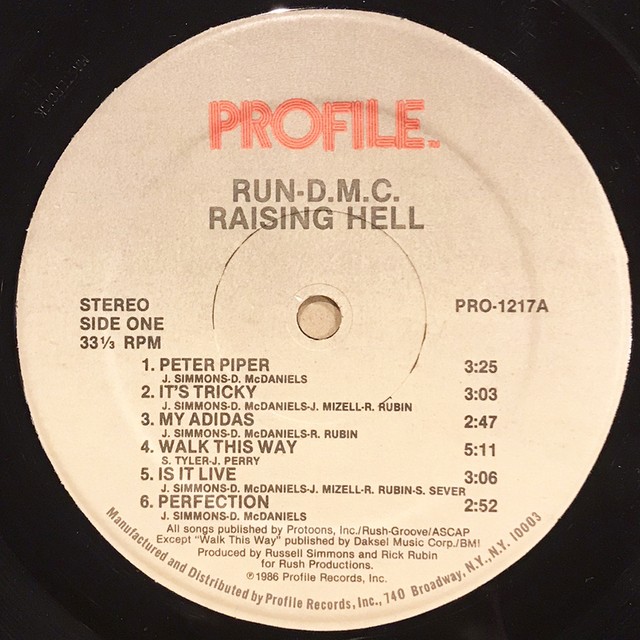 PROFILE™
RUN-D.M.C.
RAISING HELL
STEREO
SIDE ONE
33⅓ RPM
PRO-1217A
1. PETER PIPER 3:25
J. SIMMONS-D. McDANIELS
2. IT'S TRICKY 3:03
J. SIMMONS-D. McDANIELS-J. MIZELL-R. RUBIN
3. MY ADIDAS 2:47
J. SIMMONS-D. McDANIELS-R. RUBIN
4. WALK THIS WAY 5:11
S. TYLER-J. PERRY
5. IS IT LIVE 3:06
J. SIMMONS-D. McDANIELS-J. MIZELL-R. RUBIN-S. SEVER
6. PERFECTION 2:52
J. SIMMONS-D. McDANIELS
All songs published by Protoons, Inc./Rush-Groove/ASCAP
Except "Walk This Way" published by Daksel Music Corp./BMI
Produced by Russell Simmons and Rick Rubin
for Rush Productions.
℗1986 Profile Records, Inc.
Manufactured and Distributed by Profile Records, Inc., 740 Broadway, N.Y., N.Y. 10003